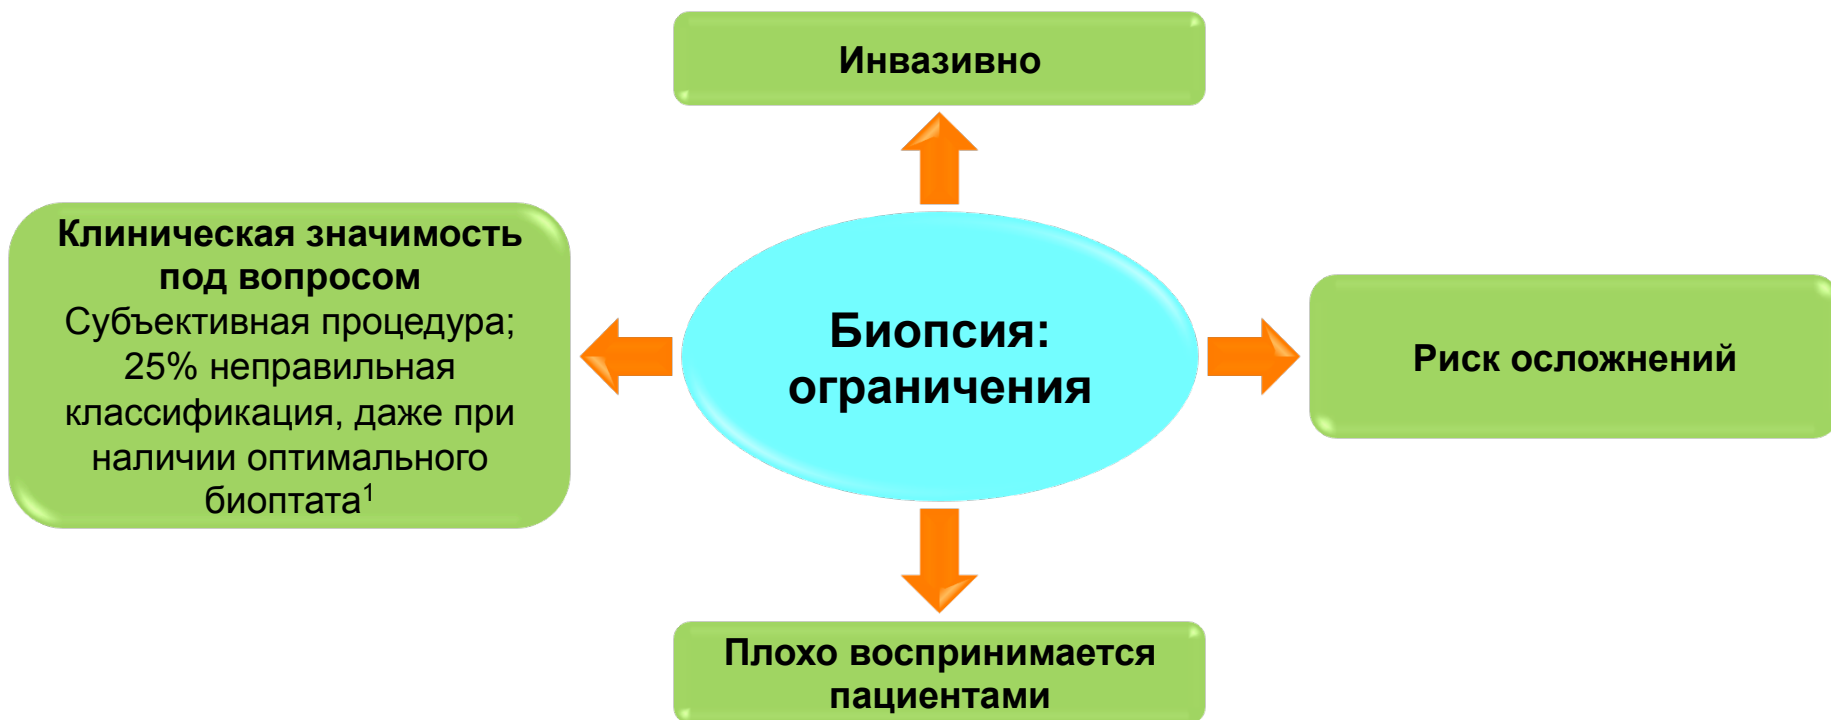 Инвазивно
Клиническая значимость
под вопросом
Субъективная процедура;
25% неправильная
классификация, даже при
наличии оптимального
биоптата¹
Биопсия:
ограничения
Риск осложнений
Плохо воспринимается
пациентами